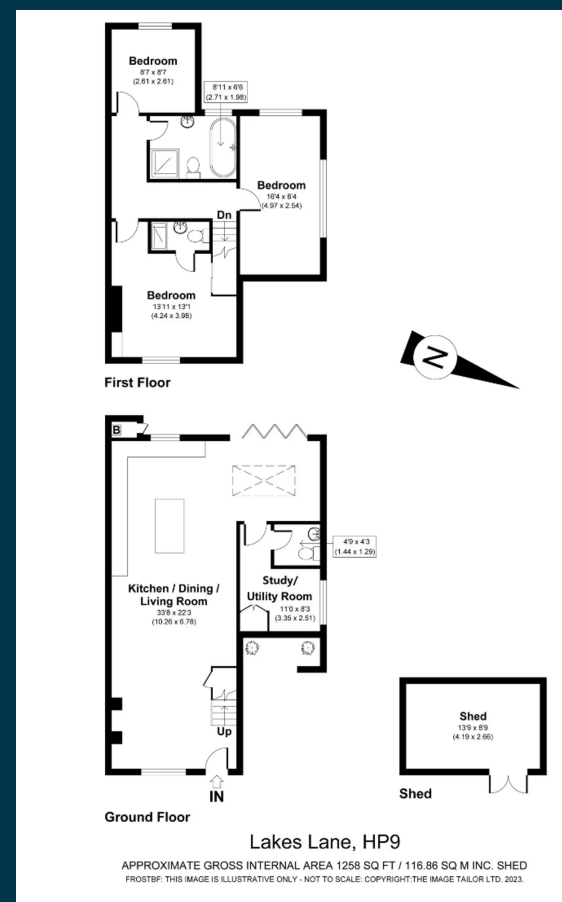 Bedroom
8'7 x 8'7
(2.61 x 2.61)
8'11 x 6'6
(2.71 x 1.98)
Bedroom
16'4 x 8'4
(4.97 x 2.54)
Dn
Bedroom
13'11 x 13'1
(4.24 x 3.98)
First Floor
N
B
4'9 x 4'3
(1.44 x 1.29)
Kitchen / Dining /
Living Room
33'8 x 22'3
(10.26 x 6.78)
Study/
Utility Room
11'0 x 8'3
(3.35 x 2.51)
Up
IN
Ground Floor
Shed
13'9 x 8'9
(4.19 x 2.66)
Shed
Lakes Lane, HP9
APPROXIMATE GROSS INTERNAL AREA 1258 SQ FT / 116.86 SQ M INC. SHED
FROSTBF: THIS IMAGE IS ILLUSTRATIVE ONLY - NOT TO SCALE: COPYRIGHT:THE IMAGE TAILOR LTD. 2023.